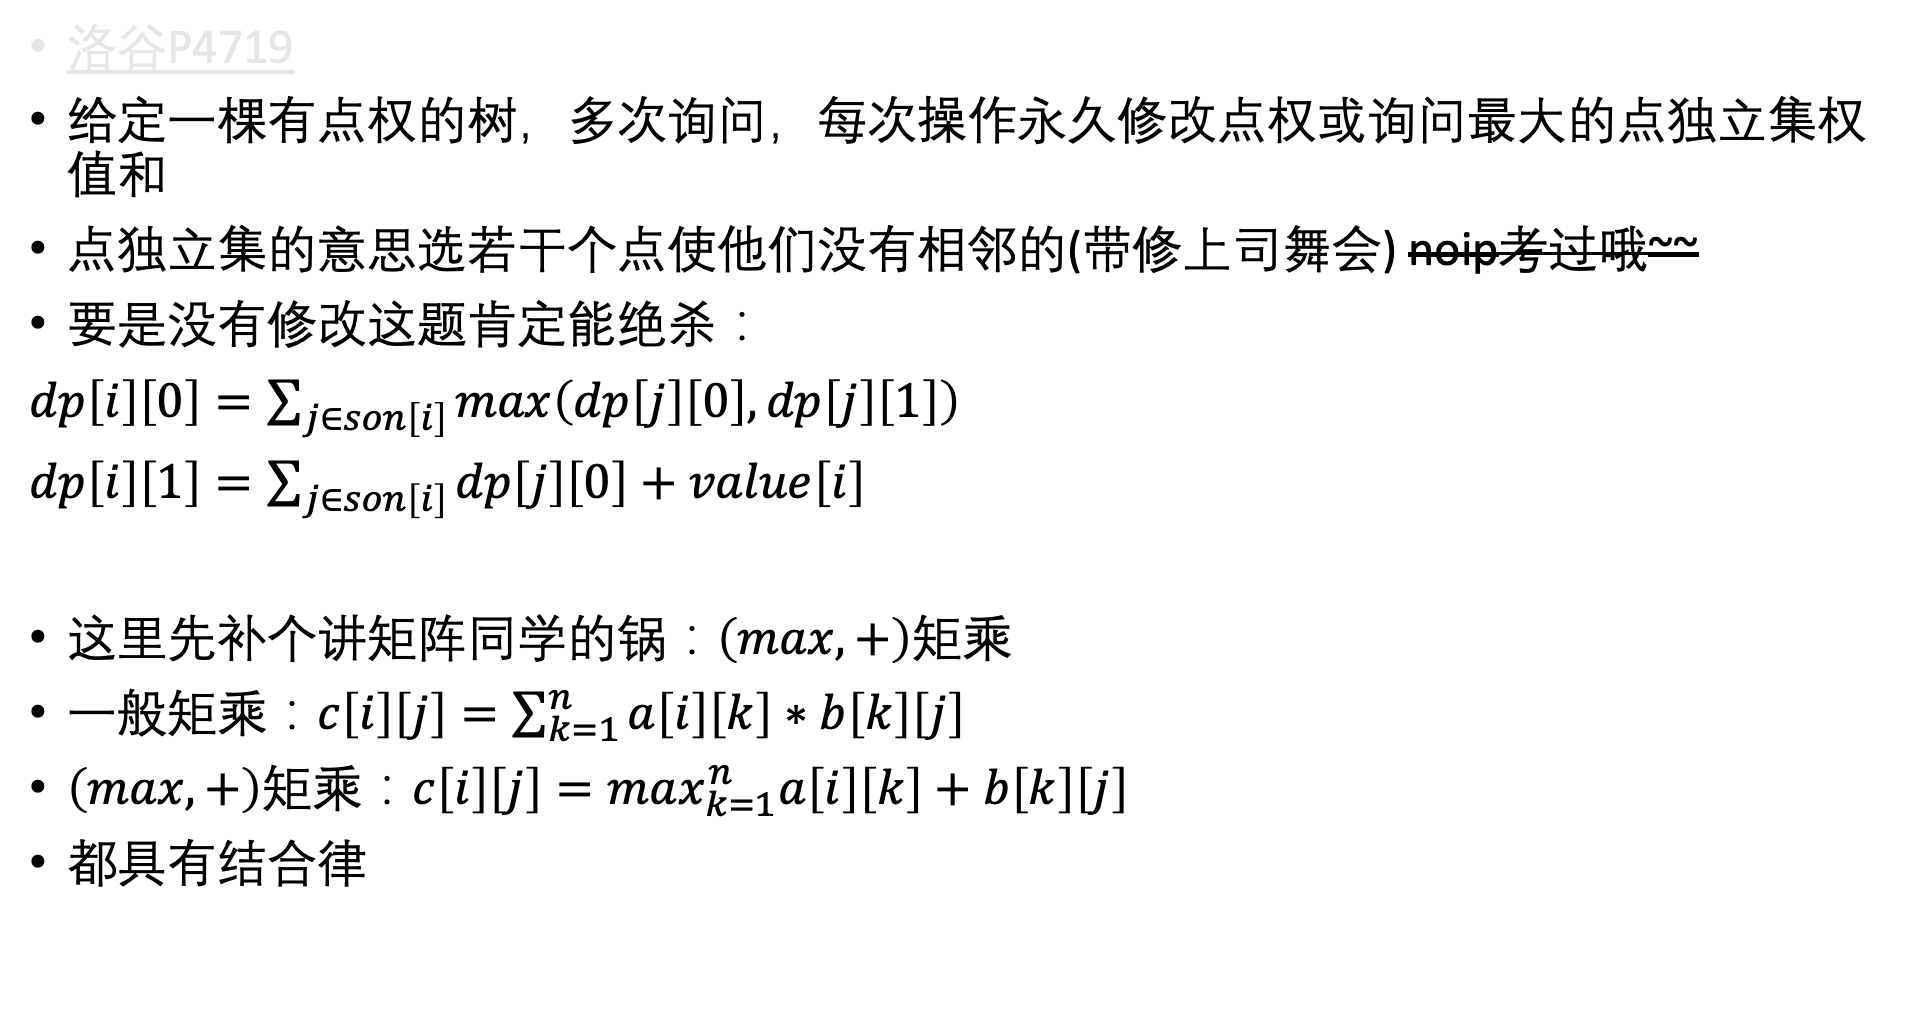 • 洛谷P4719
• 给定一棵有点权的树，多次询问，每次操作永久修改点权或询问最大的点独立集权
值和
• 点独立集的意思选若干个点使他们没有相邻的(带修上司舞会) noip考过哦~~
• 要是没有修改这题肯定能绝杀：
dp[i][0] = ∑_{j∈son[i]} max(dp[j][0], dp[j][1])
dp[i][1] = ∑_{j∈son[i]} dp[j][0] + value[i]
• 这里先补个讲矩阵同学的锅：(max, +)矩乘
• 一般矩乘：c[i][j] = ∑_{k=1}^{n} a[i][k] * b[k][j]
• (max, +)矩乘：c[i][j] = max_{k=1}^{n} a[i][k] + b[k][j]
• 都具有结合律